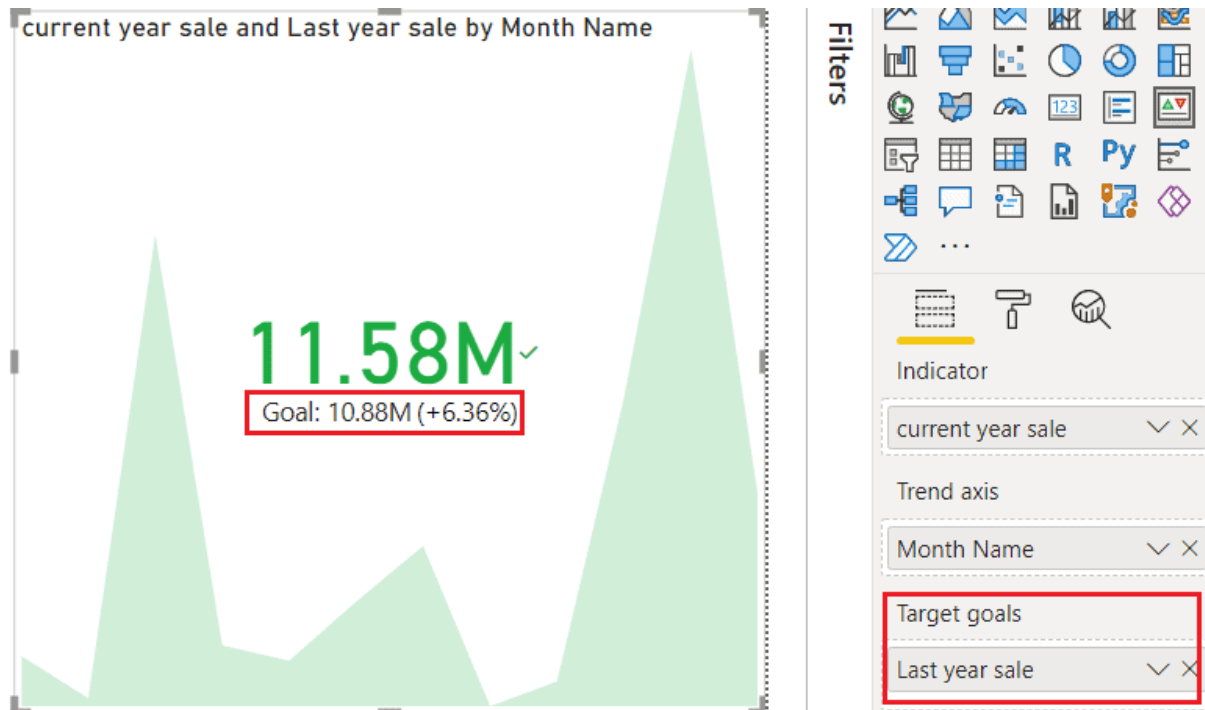 current year sale and Last year sale by Month Name
11.58M
Goal: 10.88M (+6.36%)
Filters
123
R
Py
...
Indicator
current year sale
Trend axis
Month Name
Target goals
Last year sale